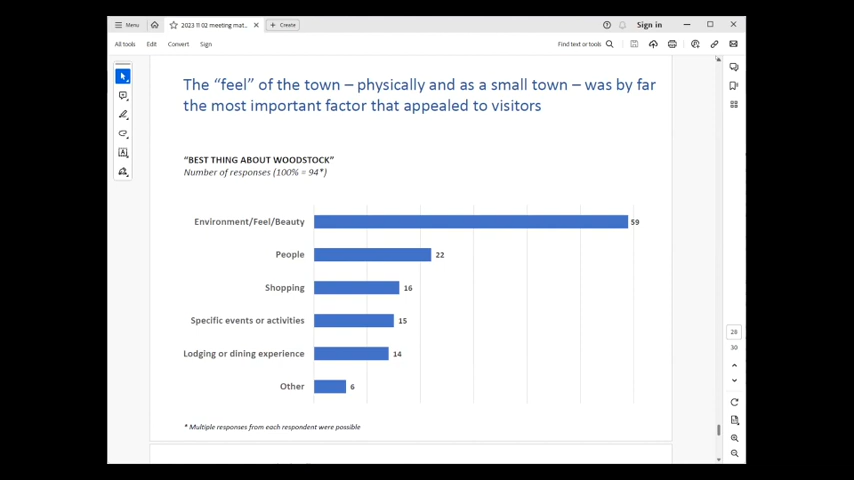 Menu
2023 11 02 meeting mat...
Create
Sign in
All tools Edit Convert Sign
Find text or tools
The “feel” of the town – physically and as a small town – was by far
the most important factor that appealed to visitors
“BEST THING ABOUT WOODSTOCK”
Number of responses (100% = 94*)
Environment/Feel/Beauty 59
People 22
Shopping 16
Specific events or activities 15
Lodging or dining experience 14
Other 6
* Multiple responses from each respondent were possible
28
30